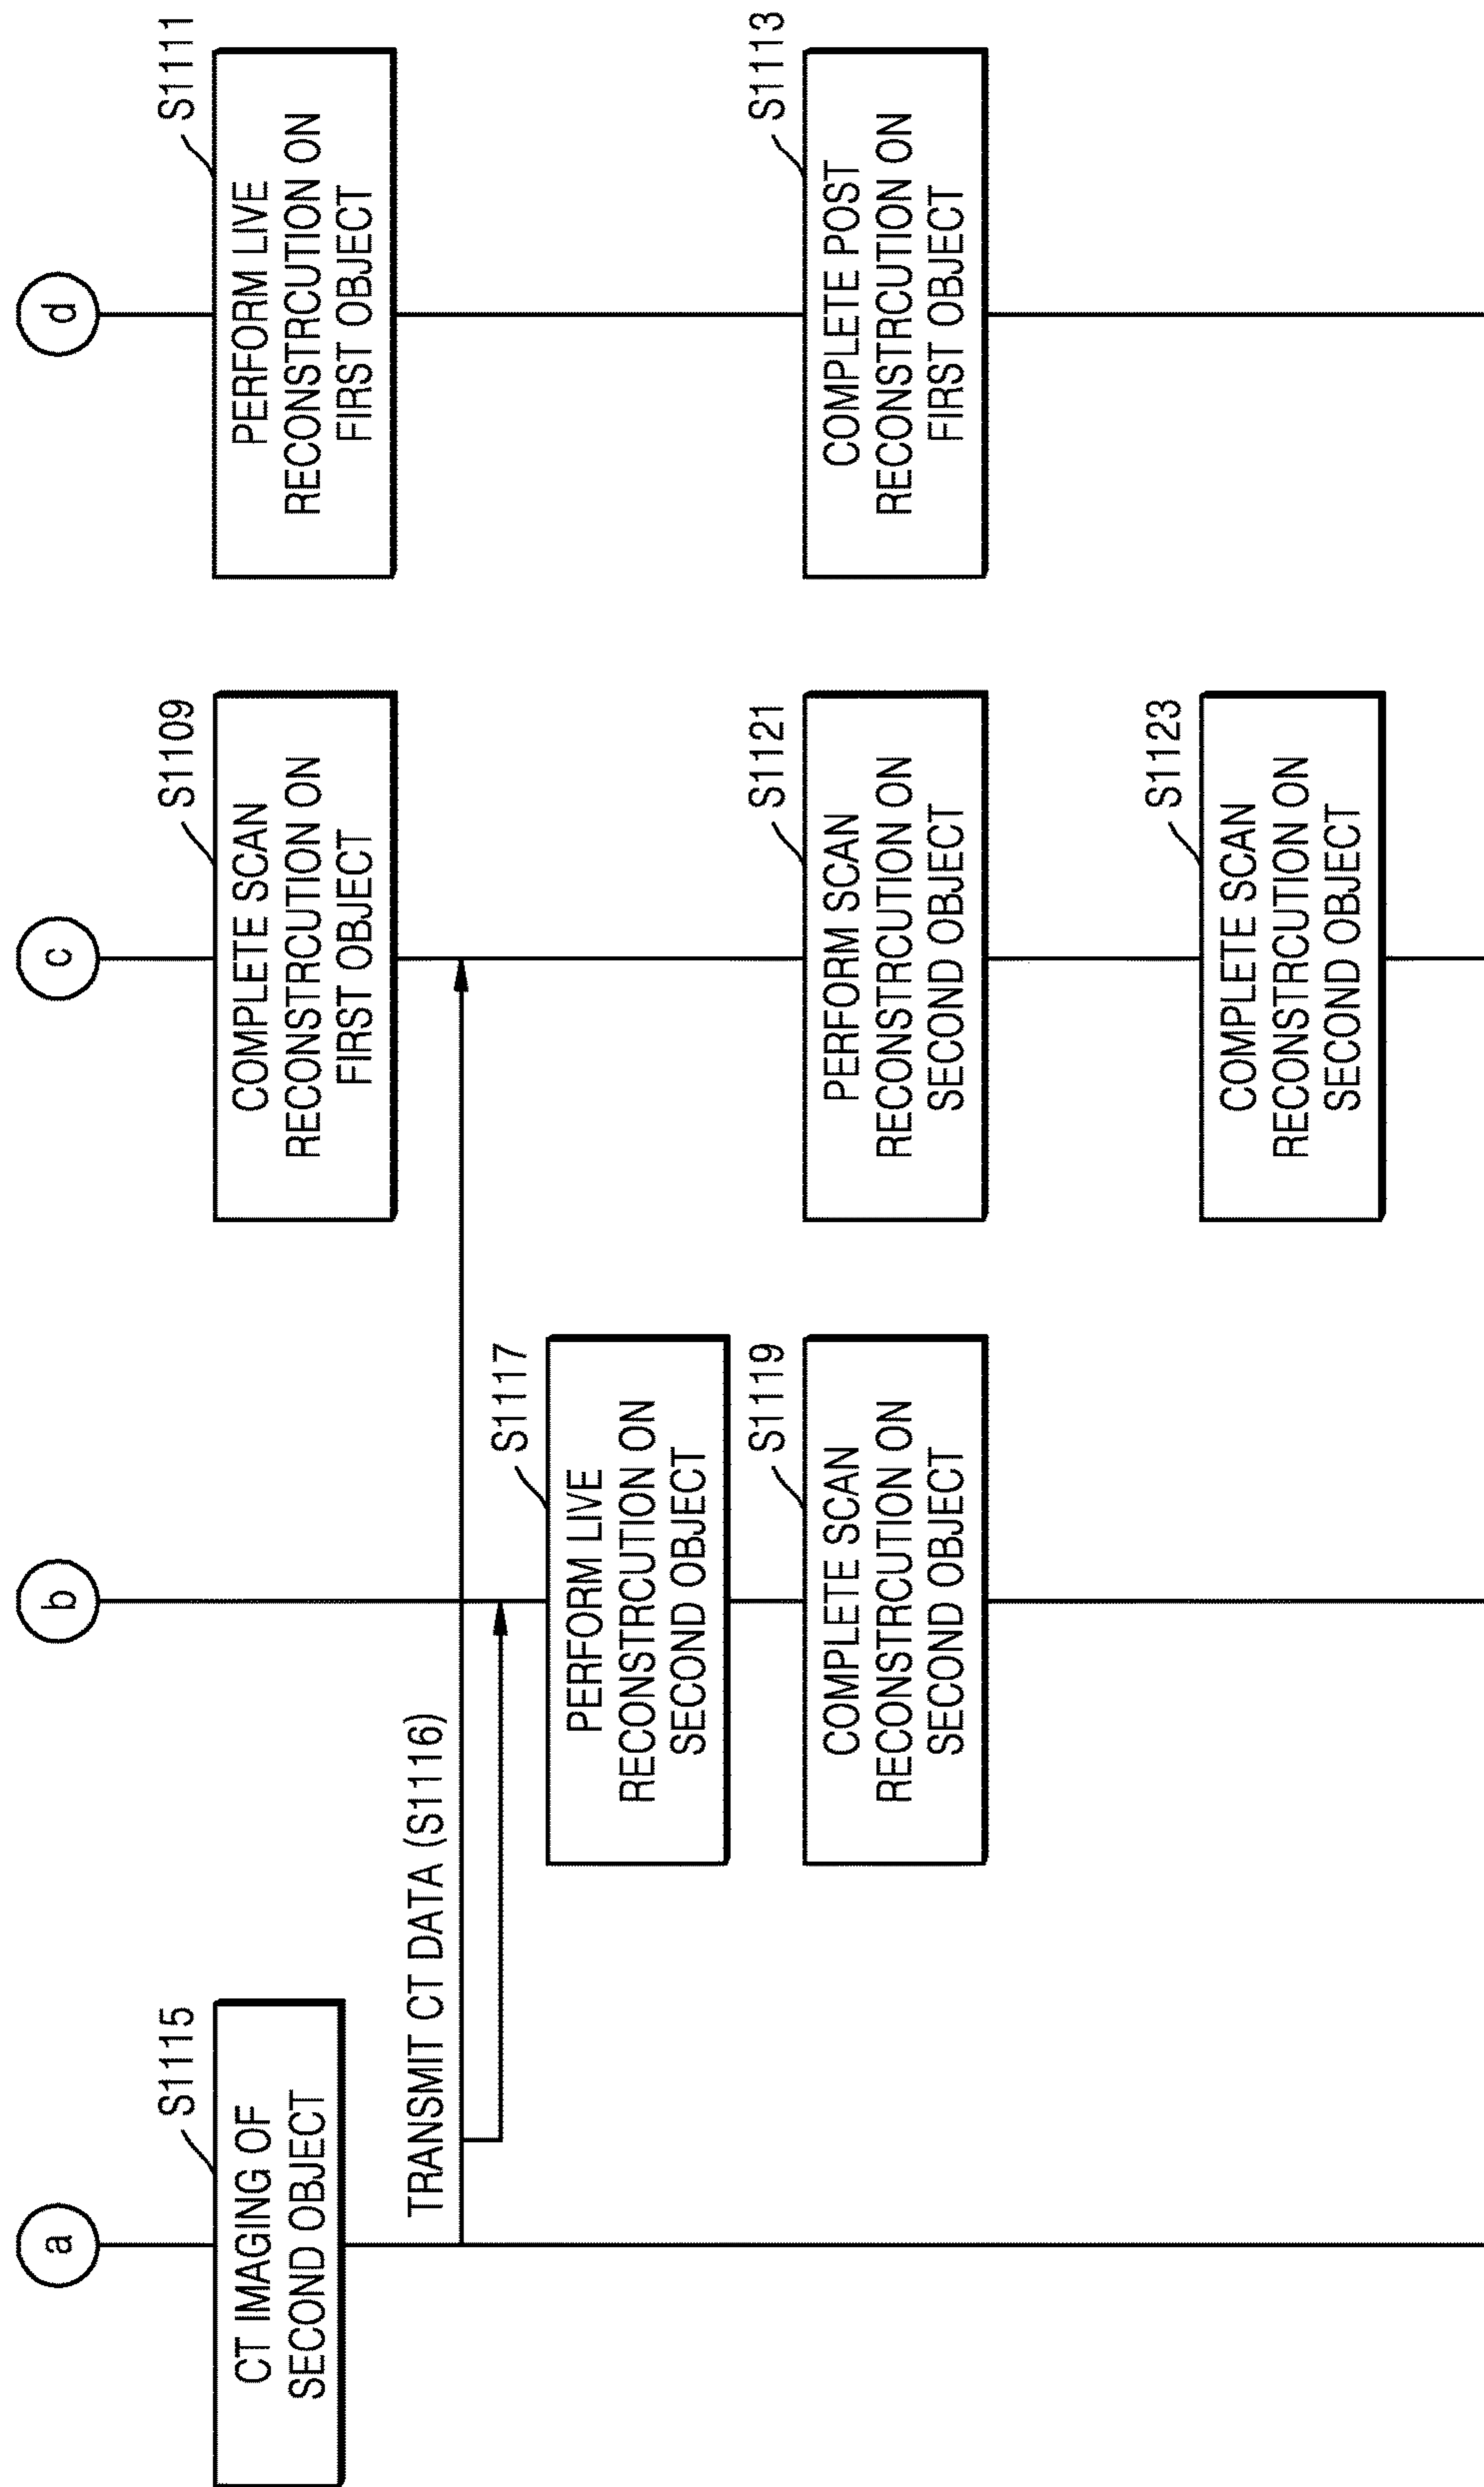 a
b
c
d
S1115
CT IMAGING OF
SECOND OBJECT
S1109
COMPLETE SCAN
RECONSTRCUTION ON
FIRST OBJECT
S1111
PERFORM LIVE
RECONSTRCUTION ON
FIRST OBJECT
TRANSMIT CT DATA (S1116)
S1117
PERFORM LIVE
RECONSTRCUTION ON
SECOND OBJECT
S1119
COMPLETE SCAN
RECONSTRCUTION ON
SECOND OBJECT
S1121
PERFORM SCAN
RECONSTRCUTION ON
SECOND OBJECT
S1113
COMPLETE POST
RECONSTRCUTION ON
FIRST OBJECT
S1123
COMPLETE SCAN
RECONSTRCUTION ON
SECOND OBJECT